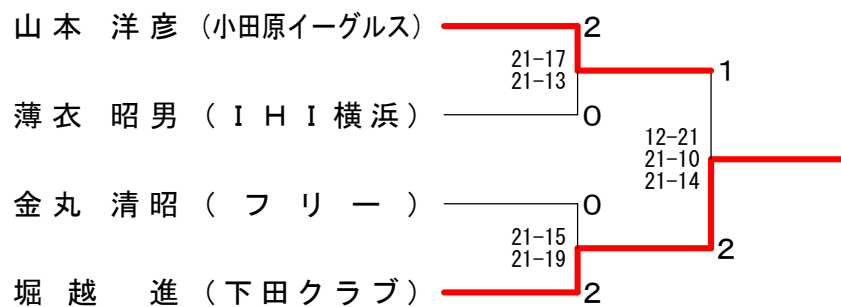 山本 洋彦 (小田原イーグルス) 2
21-17
21-13
1
薄衣 昭男 (IHI横浜) 0
12-21
21-10
21-14
金丸 清昭 (フリー) 0
21-15
21-19
2
堀越 進 (下田クラブ) 2